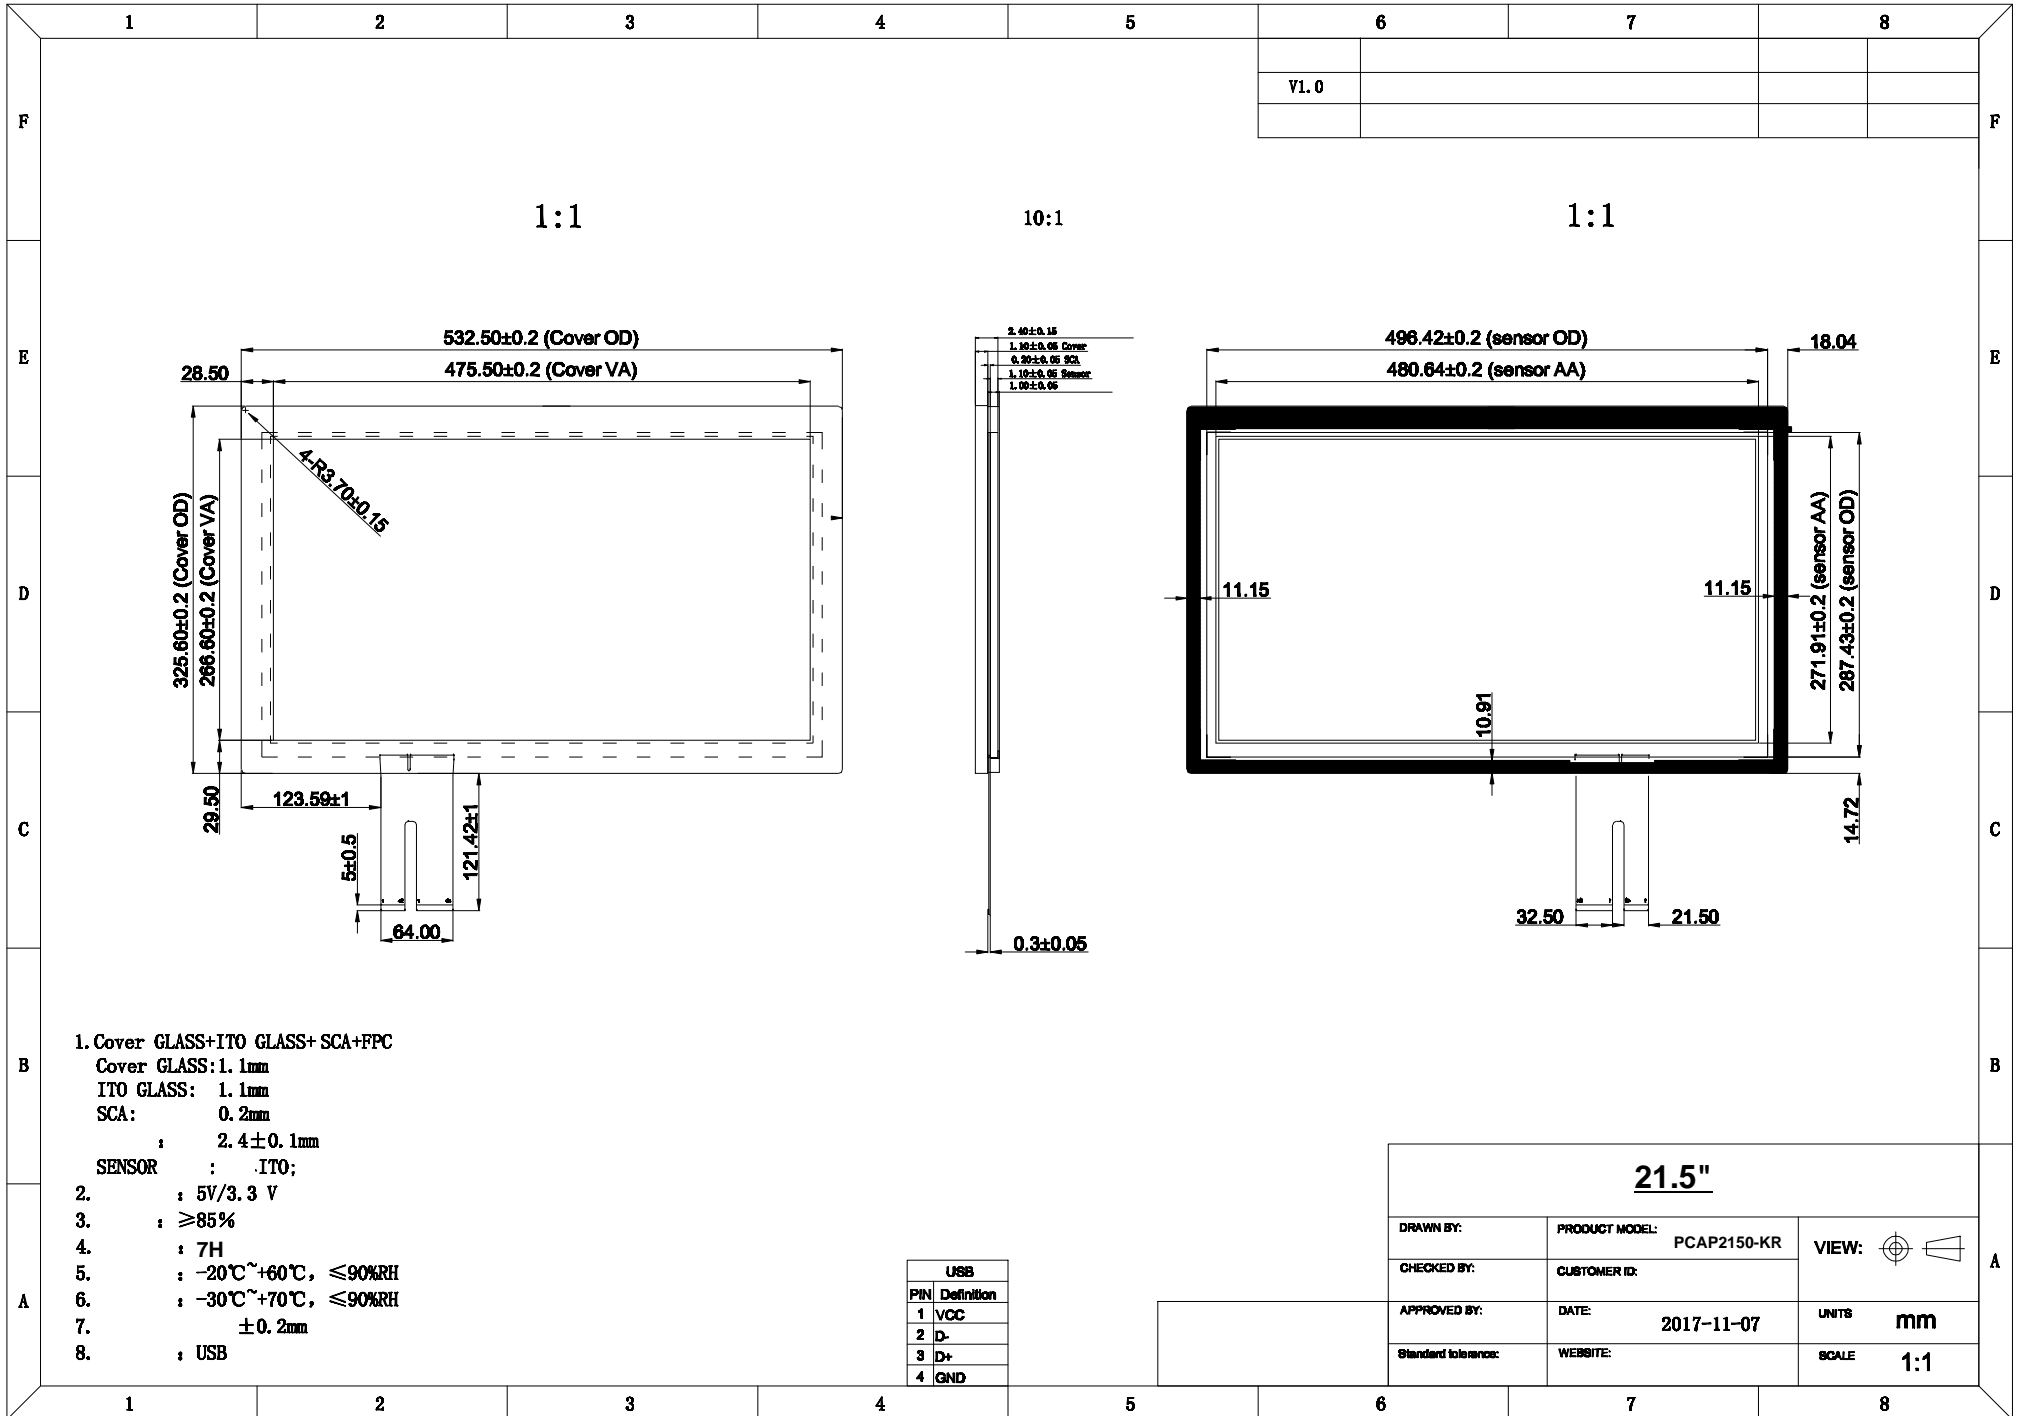 1 2 3 4 5 6 7 8
F F
E E
D D
C C
B B
A A
V1.0
1:1
10:1
1:1
532.50±0.2 (Cover OD)
475.50±0.2 (Cover VA)
28.50
325.60±0.2 (Cover OD)
266.60±0.2 (Cover VA)
4-R3.70±0.15
29.50
123.59±1
5±0.5
121.42±1
64.00
2.40±0.15
1.10±0.05 Cover
0.20±0.05 SCA
1.10±0.05 Sensor
1.00±0.05
0.3±0.05
496.42±0.2 (sensor OD)
480.64±0.2 (sensor AA)
18.04
11.15
11.15
271.91±0.2 (sensor AA)
287.43±0.2 (sensor OD)
10.91
14.72
32.50
21.50
1.Cover GLASS+ITO GLASS+SCA+FPC
Cover GLASS:1.1mm
ITO GLASS: 1.1mm
SCA: 0.2mm
: 2.4±0.1mm
SENSOR : .ITO;
2. : 5V/3.3 V
3. : ≥85%
4. : 7H
5. : -20℃~+60℃, ≤90%RH
6. : -30℃~+70℃, ≤90%RH
7. ±0.2mm
8. : USB
USB
PIN Definition
1 VCC
2 D-
3 D+
4 GND
21.5"
DRAWN BY:
PRODUCT MODEL:
PCAP2150-KR
VIEW:
CHECKED BY:
CUSTOMER ID:
APPROVED BY:
DATE:
2017-11-07
UNITS
mm
Standard tolerance:
WEBSITE:
SCALE
1:1
1 2 3 4 5 6 7 8